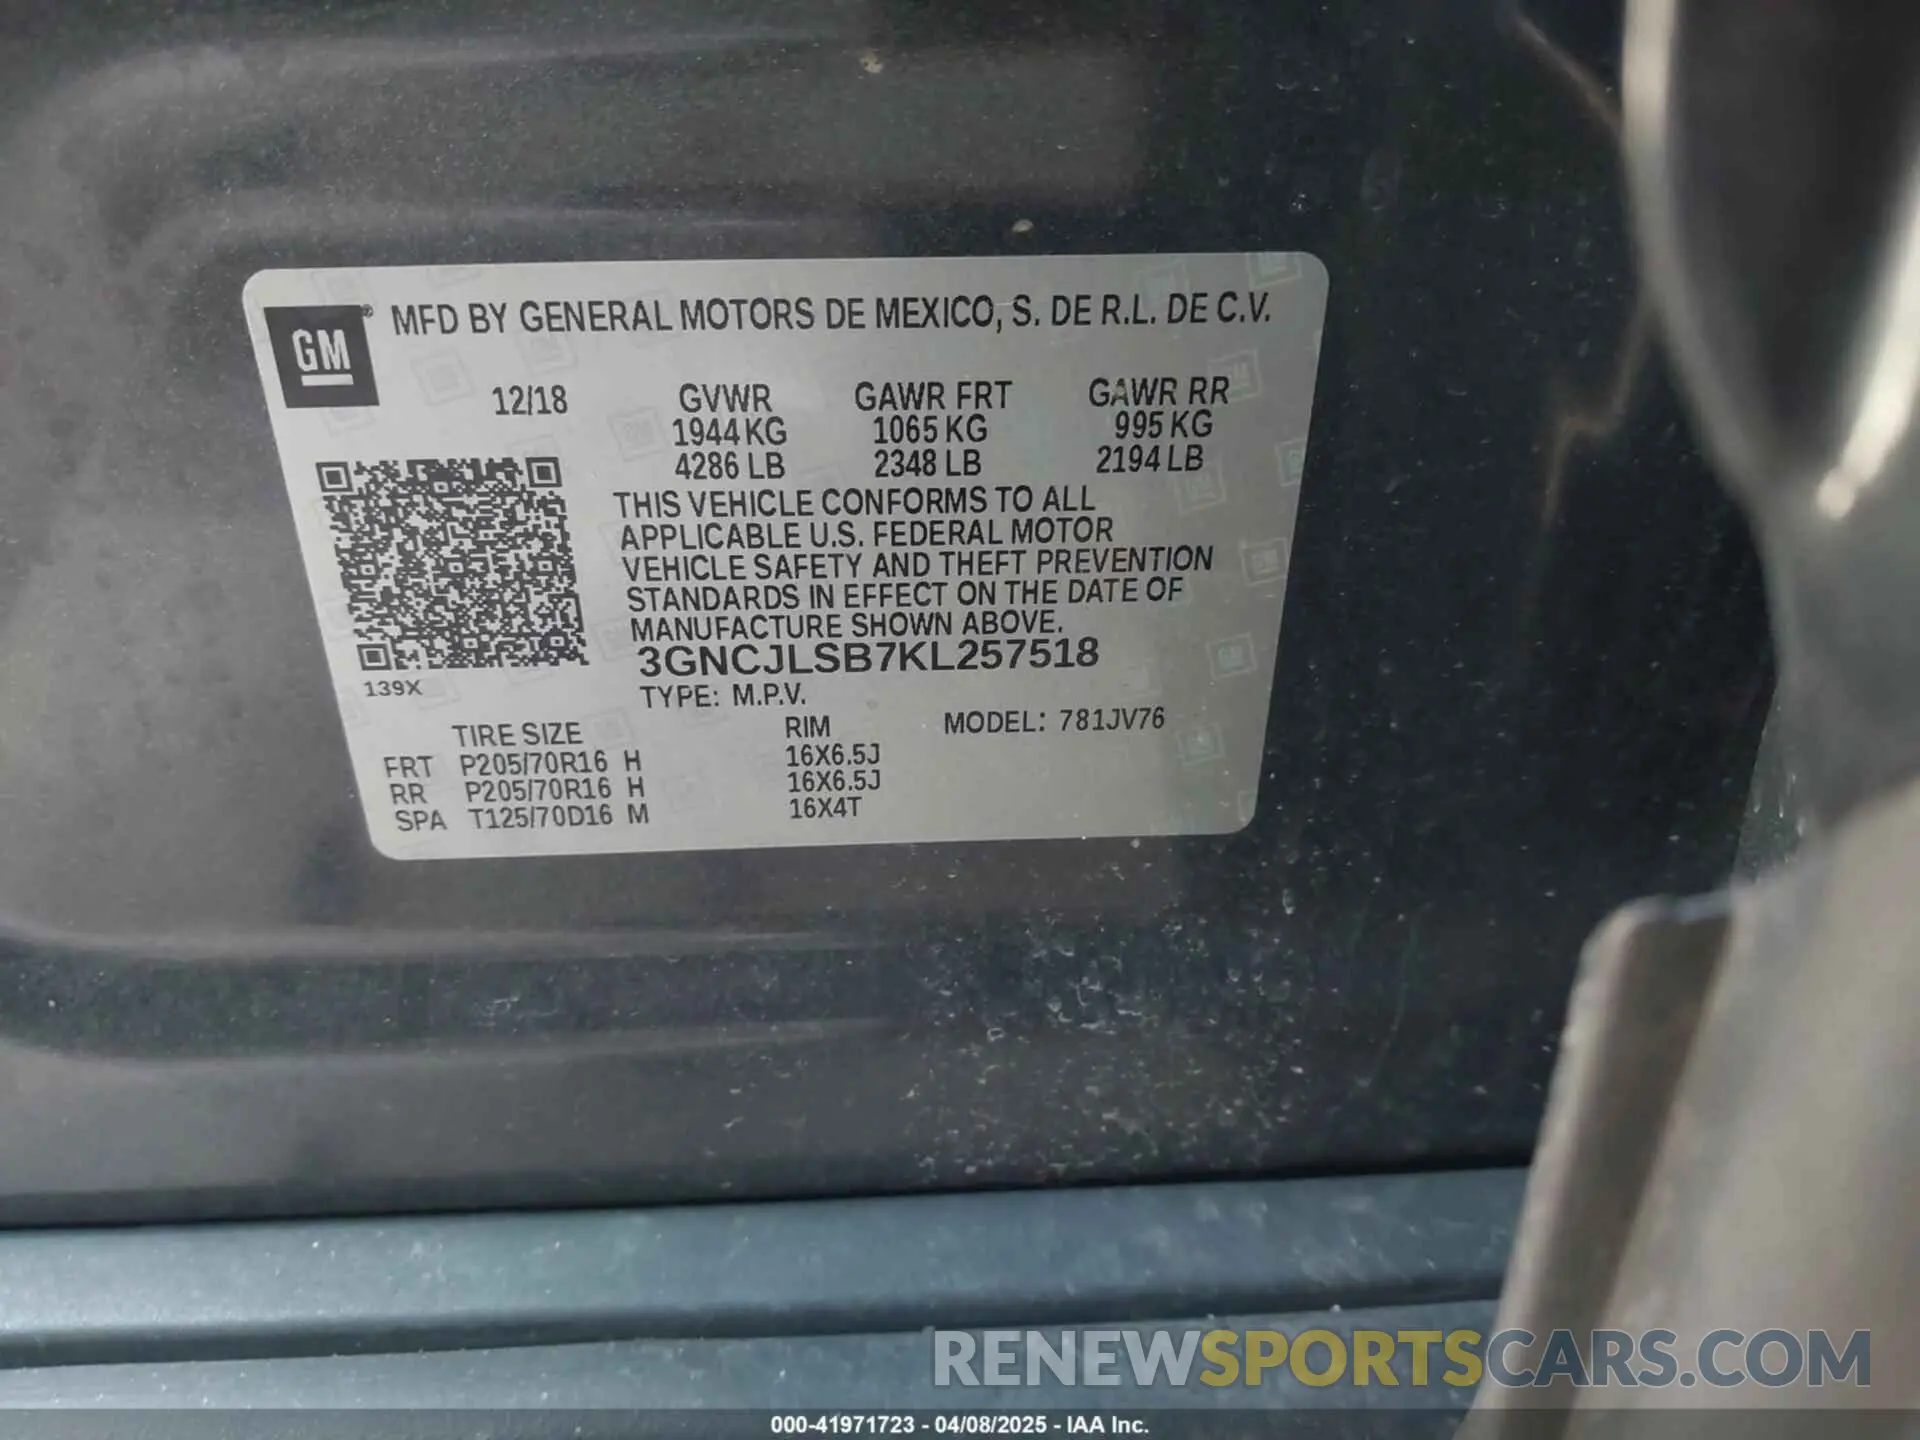 GM ® MFD BY GENERAL MOTORS DE MEXICO, S. DE R.L. DE C.V.
12/18 GVWR GAWR FRT GAWR RR
1944 KG 1065 KG 995 KG
4286 LB 2348 LB 2194 LB
THIS VEHICLE CONFORMS TO ALL
APPLICABLE U.S. FEDERAL MOTOR
VEHICLE SAFETY AND THEFT PREVENTION
STANDARDS IN EFFECT ON THE DATE OF
MANUFACTURE SHOWN ABOVE.
3GNCJLSB7KL257518
139X
TYPE: M.P.V.
TIRE SIZE RIM MODEL: 781JV76
FRT P205/70R16 H 16X6.5J
RR P205/70R16 H 16X6.5J
SPA T125/70D16 M 16X4T
RENEWSPORTSCARS.COM
000-41971723 - 04/08/2025 - IAA Inc.